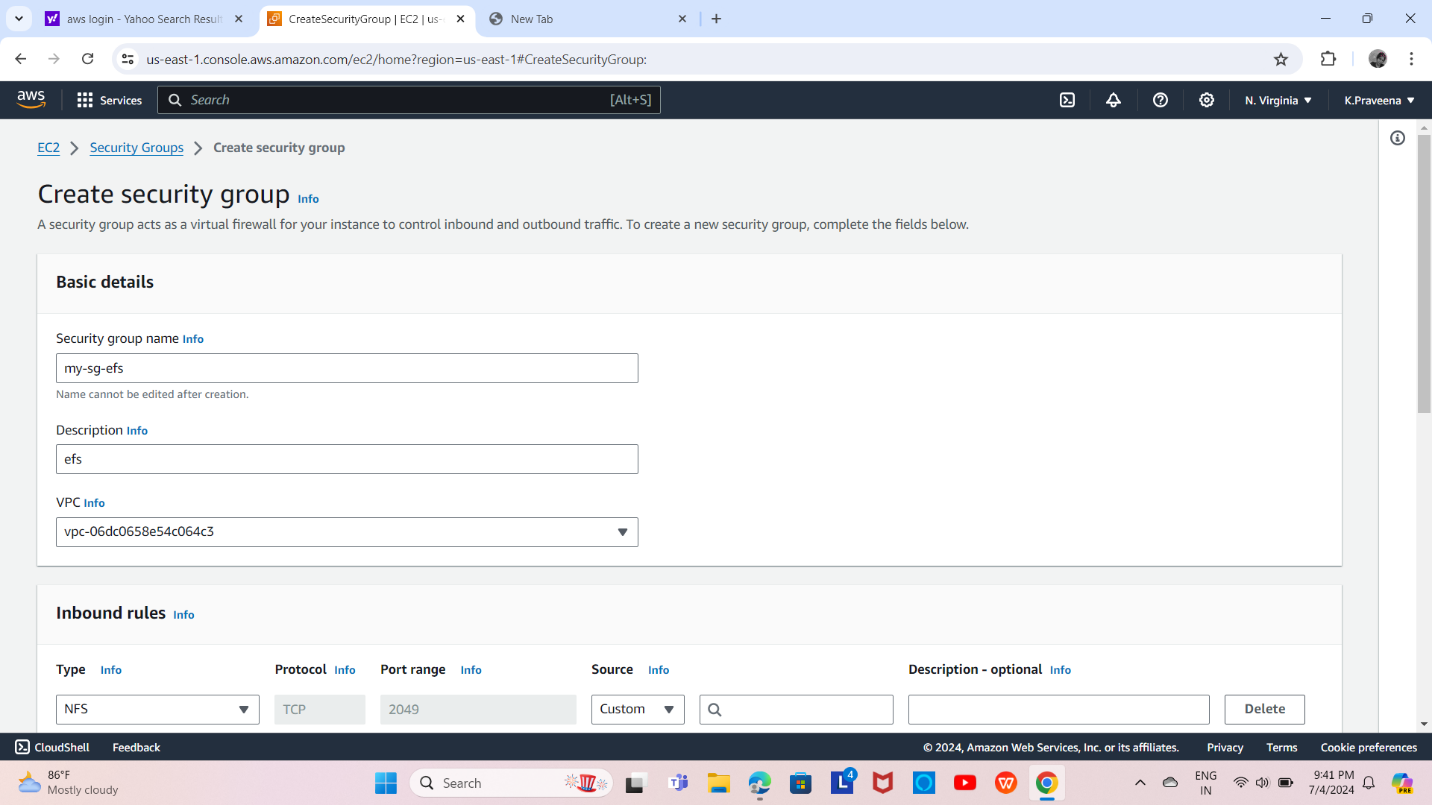 aws login - Yahoo Search Result
CreateSecurityGroup | EC2 | us-
New Tab
us-east-1.console.aws.amazon.com/ec2/home?region=us-east-1#CreateSecurityGroup:
aws
Services
Search
[Alt+S]
N. Virginia
K.Praveena
EC2
Security Groups
Create security group
Create security group Info
A security group acts as a virtual firewall for your instance to control inbound and outbound traffic. To create a new security group, complete the fields below.
Basic details
Security group name Info
my-sg-efs
Name cannot be edited after creation.
Description Info
efs
VPC Info
vpc-06dc0658e54c064c3
Inbound rules Info
Type Info
Protocol Info
Port range Info
Source Info
Description - optional Info
NFS
TCP
2049
Custom
Delete
CloudShell
Feedback
© 2024, Amazon Web Services, Inc. or its affiliates.
Privacy
Terms
Cookie preferences
86°F
Mostly cloudy
Search
4
ENG
IN
9:41 PM
7/4/2024
PRE